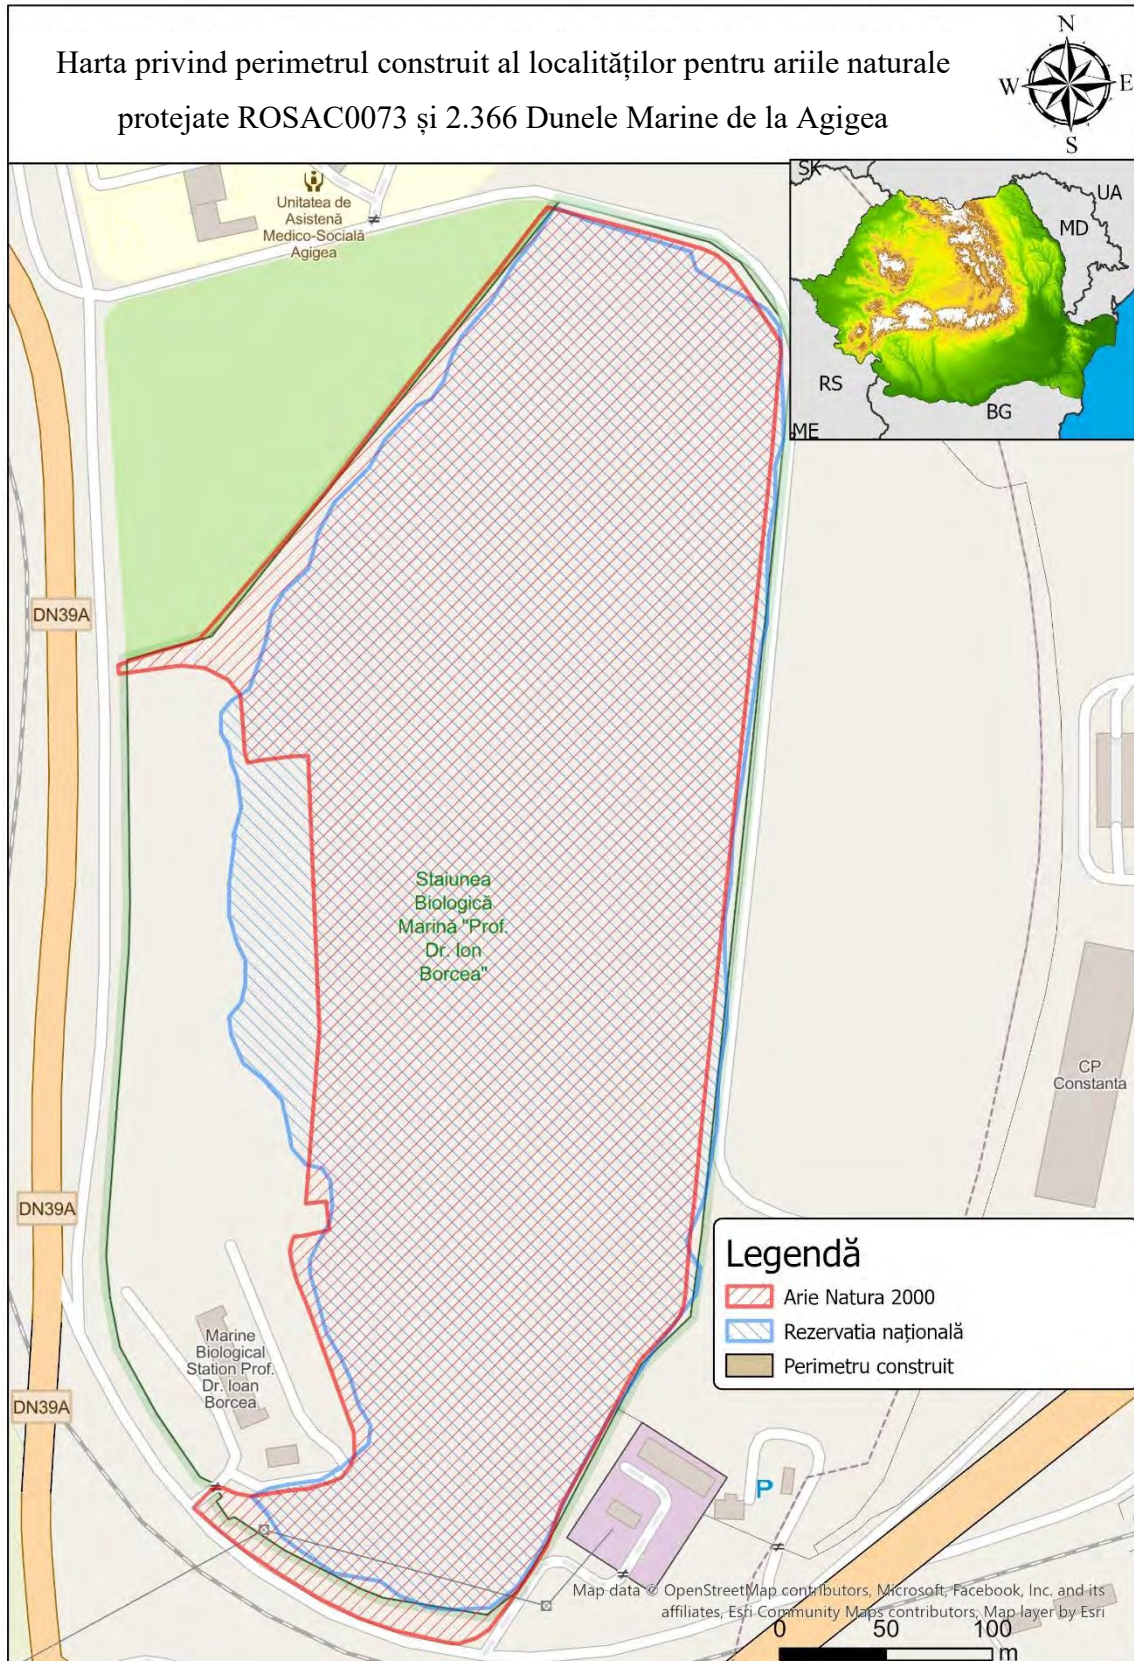 Harta privind perimetrul construit al localităților pentru ariile naturale
protejate ROSAC0073 și 2.366 Dunele Marine de la Agigea
N
W
E
S
SK
UA
MD
RS
BG
ME
Unitatea de
Asistenă
Medico-Socială
Agigea
DN39A
Staiunea
Biologică
Marină "Prof.
Dr. Ion
Borcea"
CP
Constanta
DN39A
Marine
Biological
Station Prof.
Dr. Ioan
Borcea
DN39A
Legendă
Arie Natura 2000
Rezervatia națională
Perimetru construit
P
Map data © OpenStreetMap contributors, Microsoft, Facebook, Inc. and its
affiliates, Esri Community Maps contributors, Map layer by Esri
0 50 100
m